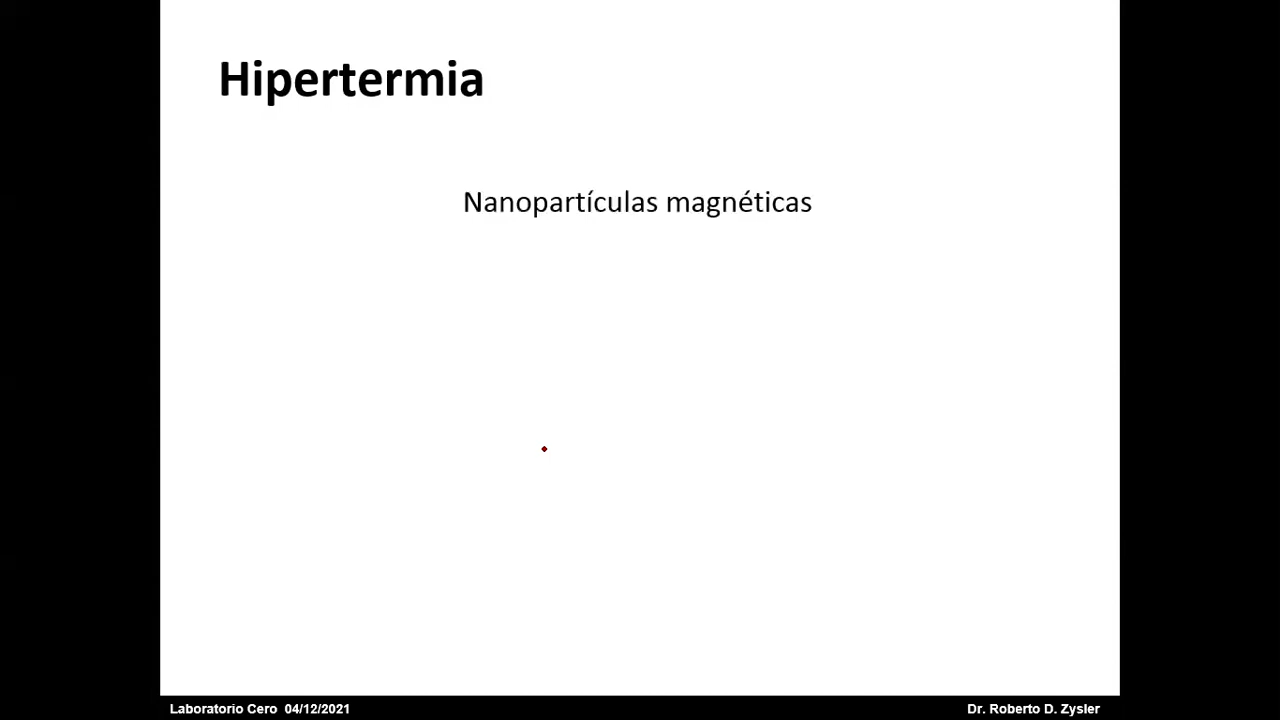 Hipertermia
Nanopartículas magnéticas
Laboratorio Cero 04/12/2021
Dr. Roberto D. Zysler